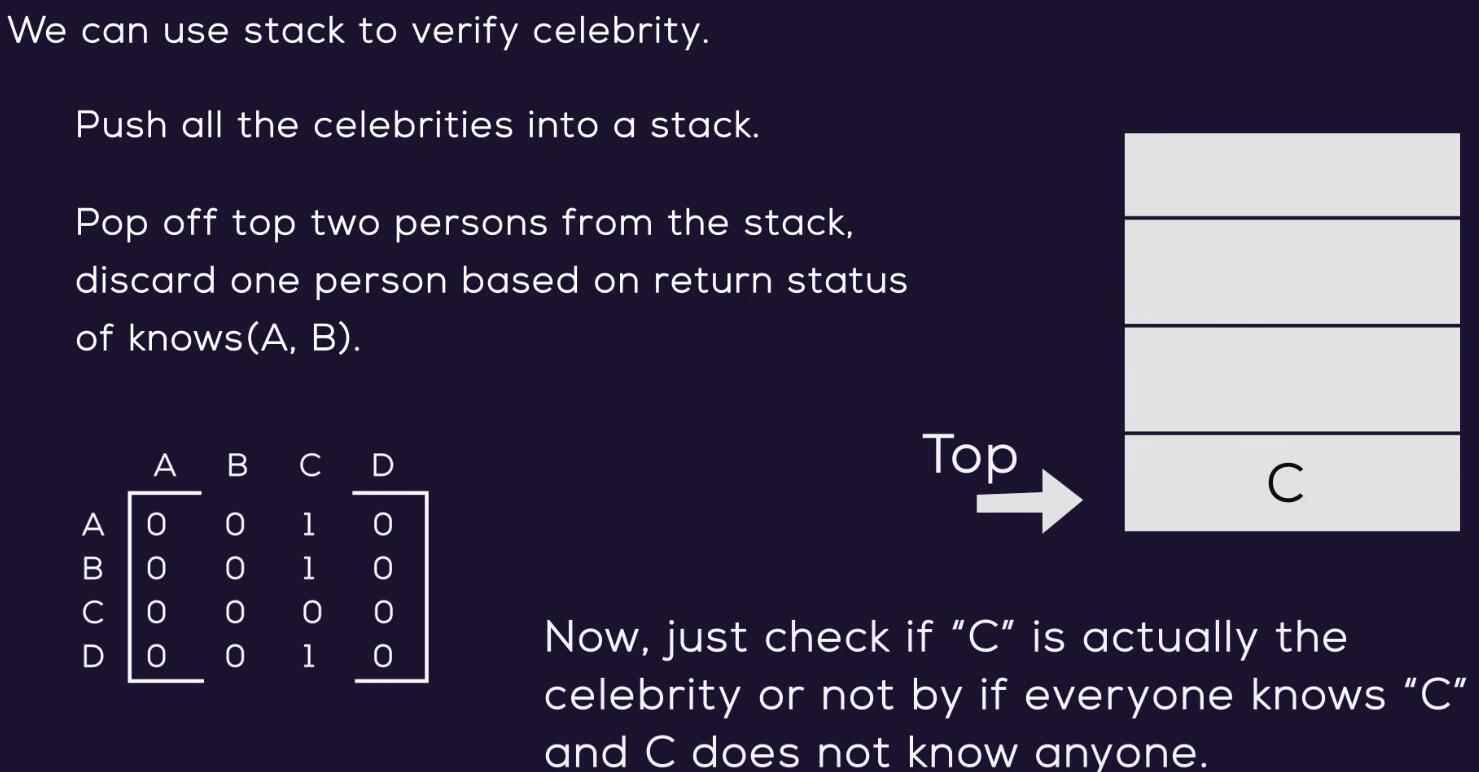 We can use stack to verify celebrity.
Push all the celebrities into a stack.
Pop off top two persons from the stack,
discard one person based on return status
of knows(A, B).
Top
C
A B C D
A 0 0 1 0
B 0 0 1 0
C 0 0 0 0
D 0 0 1 0
Now, just check if “C” is actually the
celebrity or not by if everyone knows “C”
and C does not know anyone.